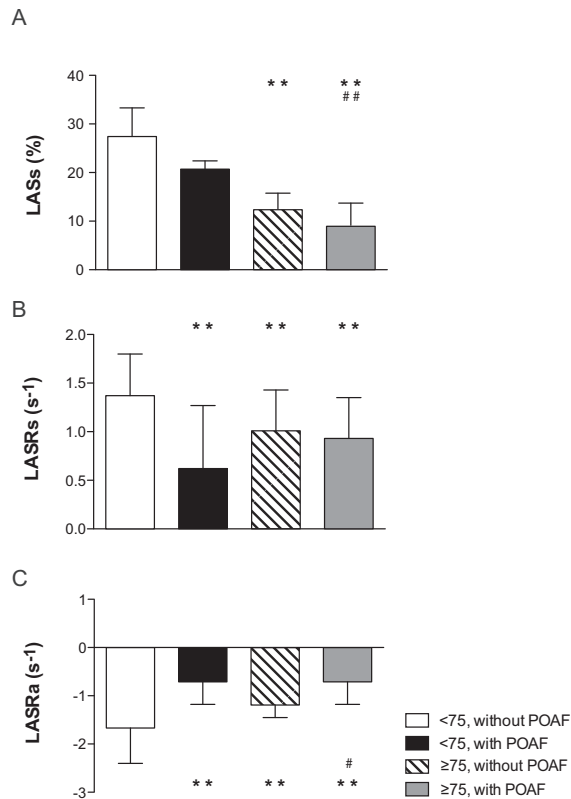 A
40
30
20
10
0
LASs (%)
* *
* *
# #
B
2.0
1.5
1.0
0.5
0.0
LASRs (s-1)
* *
* *
* *
C
0
-1
-2
-3
LASRa (s-1)
* *
* *
#
* *
<75, without POAF
<75, with POAF
≥75, without POAF
≥75, with POAF